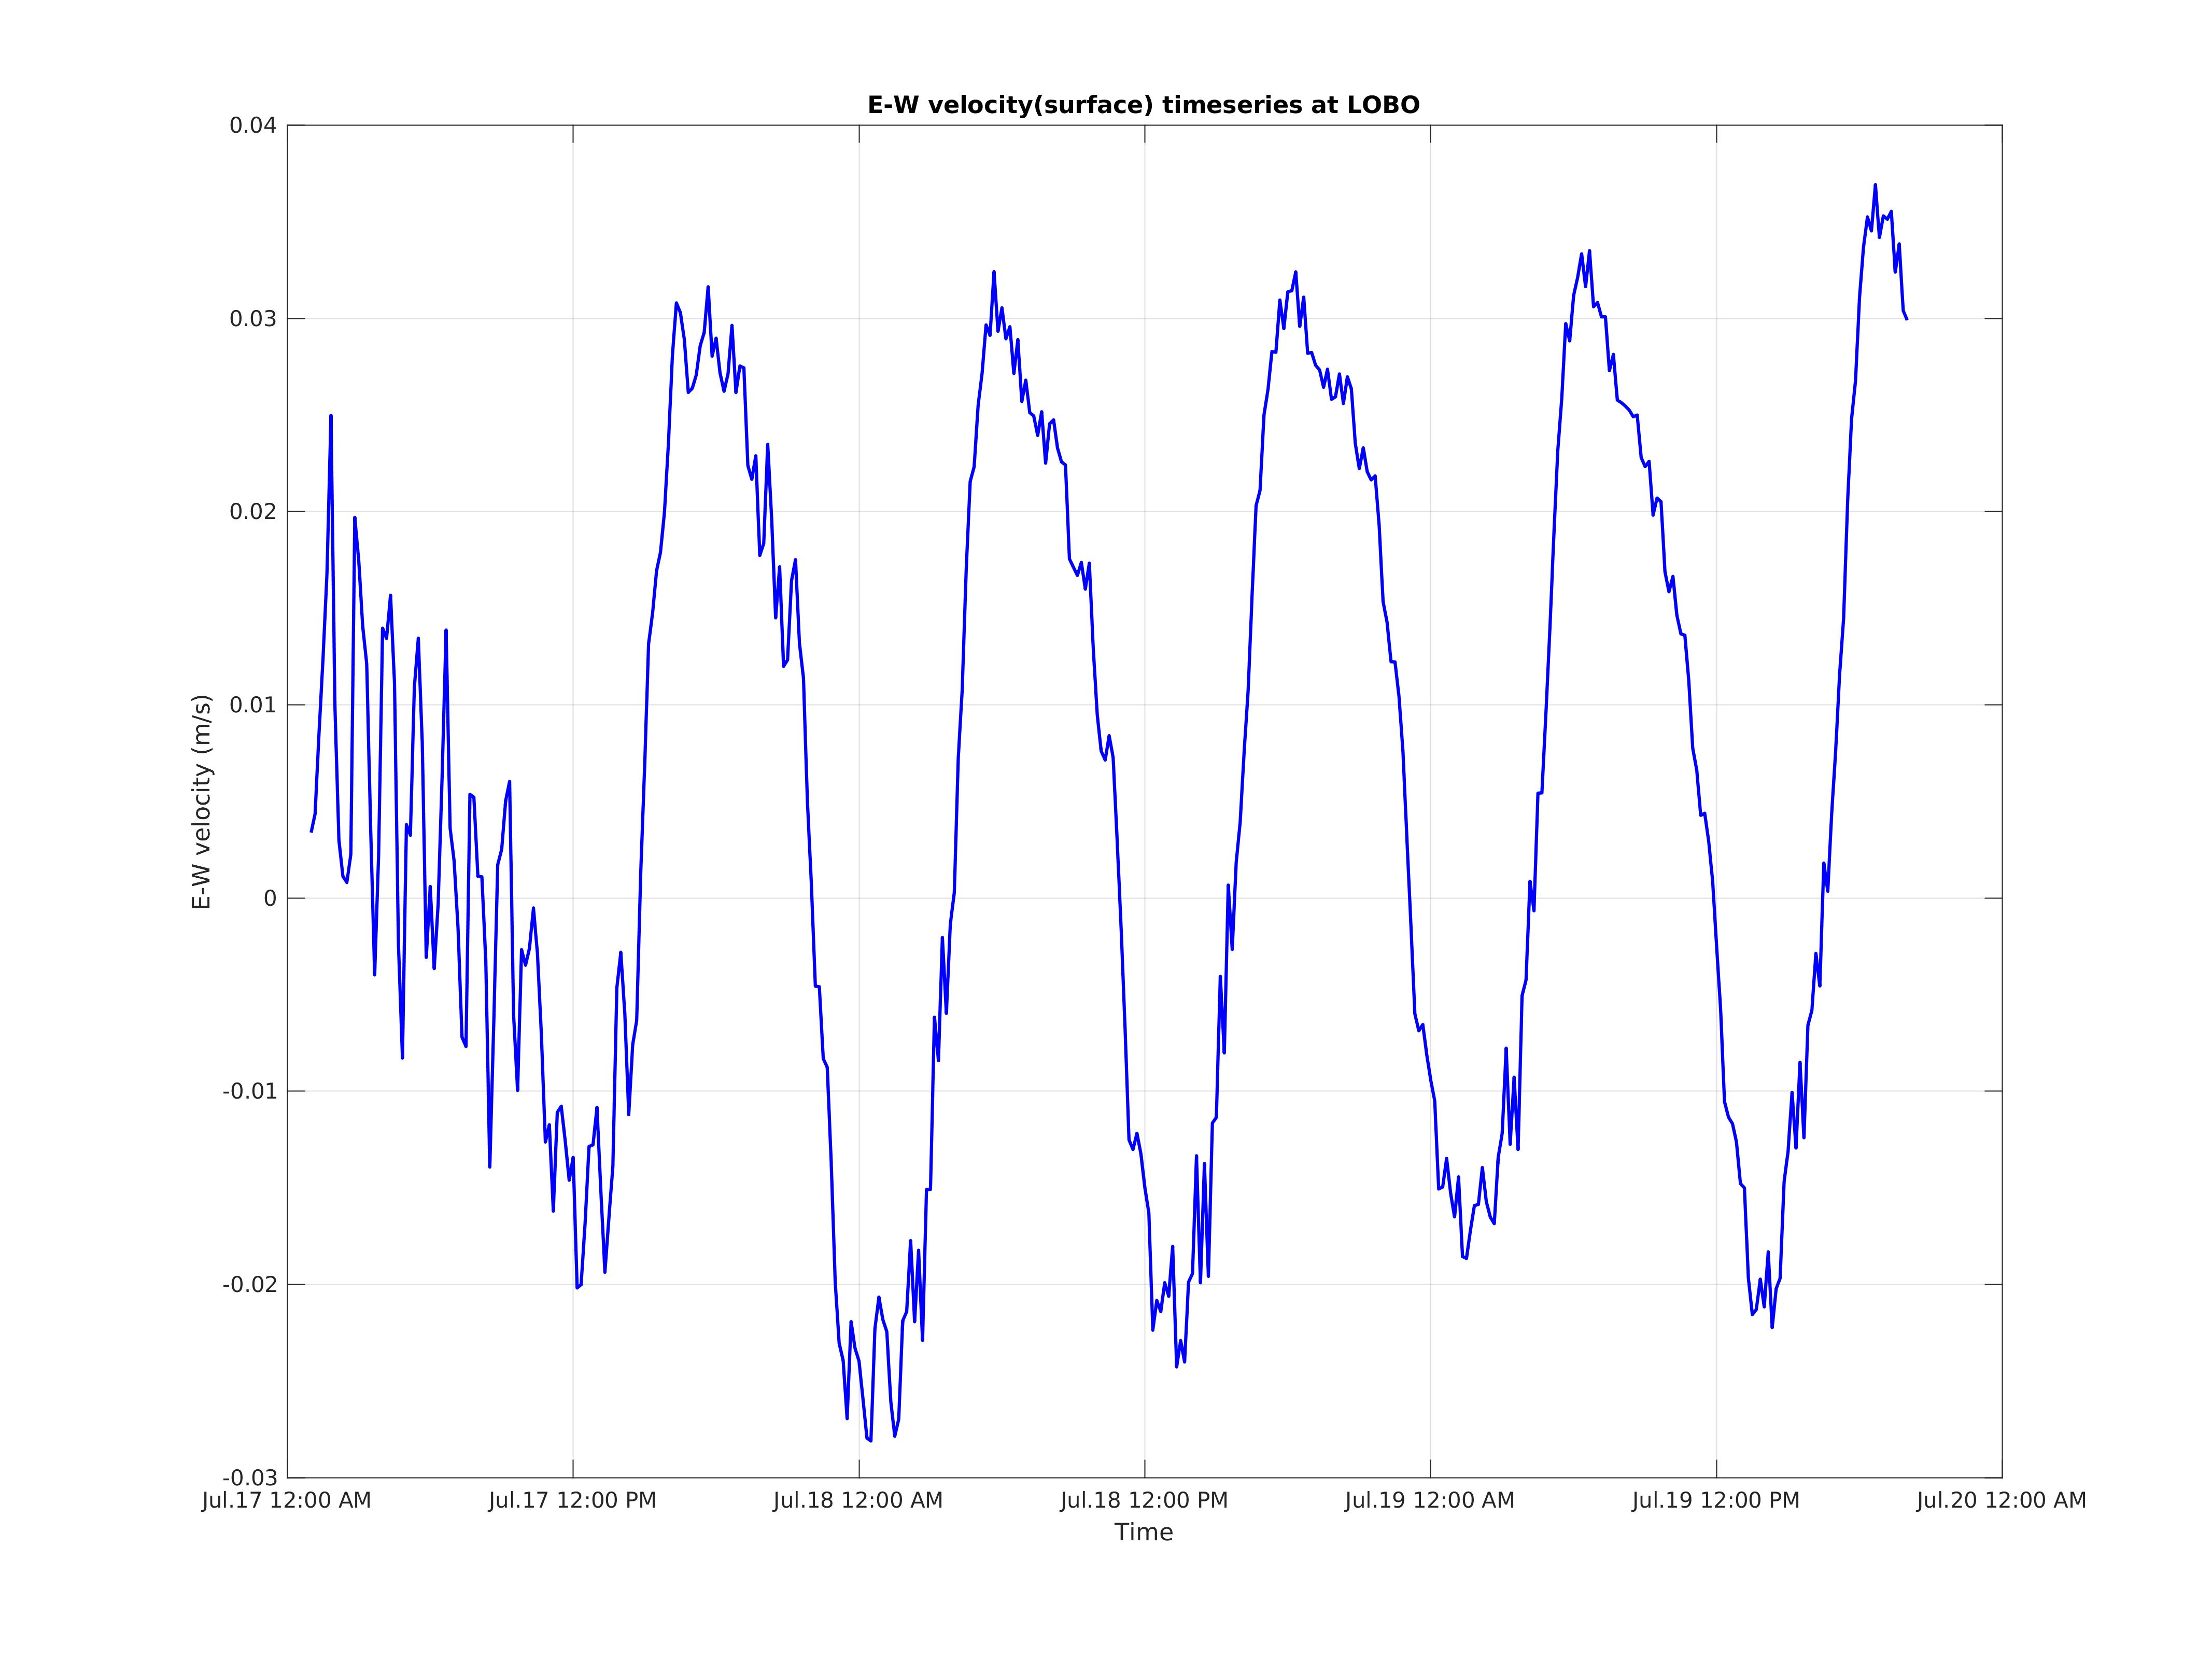 E-W velocity(surface) timeseries at LOBO
0.04
0.03
0.02
0.01
0
-0.01
-0.02
-0.03
E-W velocity (m/s)
Jul.17 12:00 AM Jul.17 12:00 PM Jul.18 12:00 AM Jul.18 12:00 PM Jul.19 12:00 AM Jul.19 12:00 PM Jul.20 12:00 AM
Time